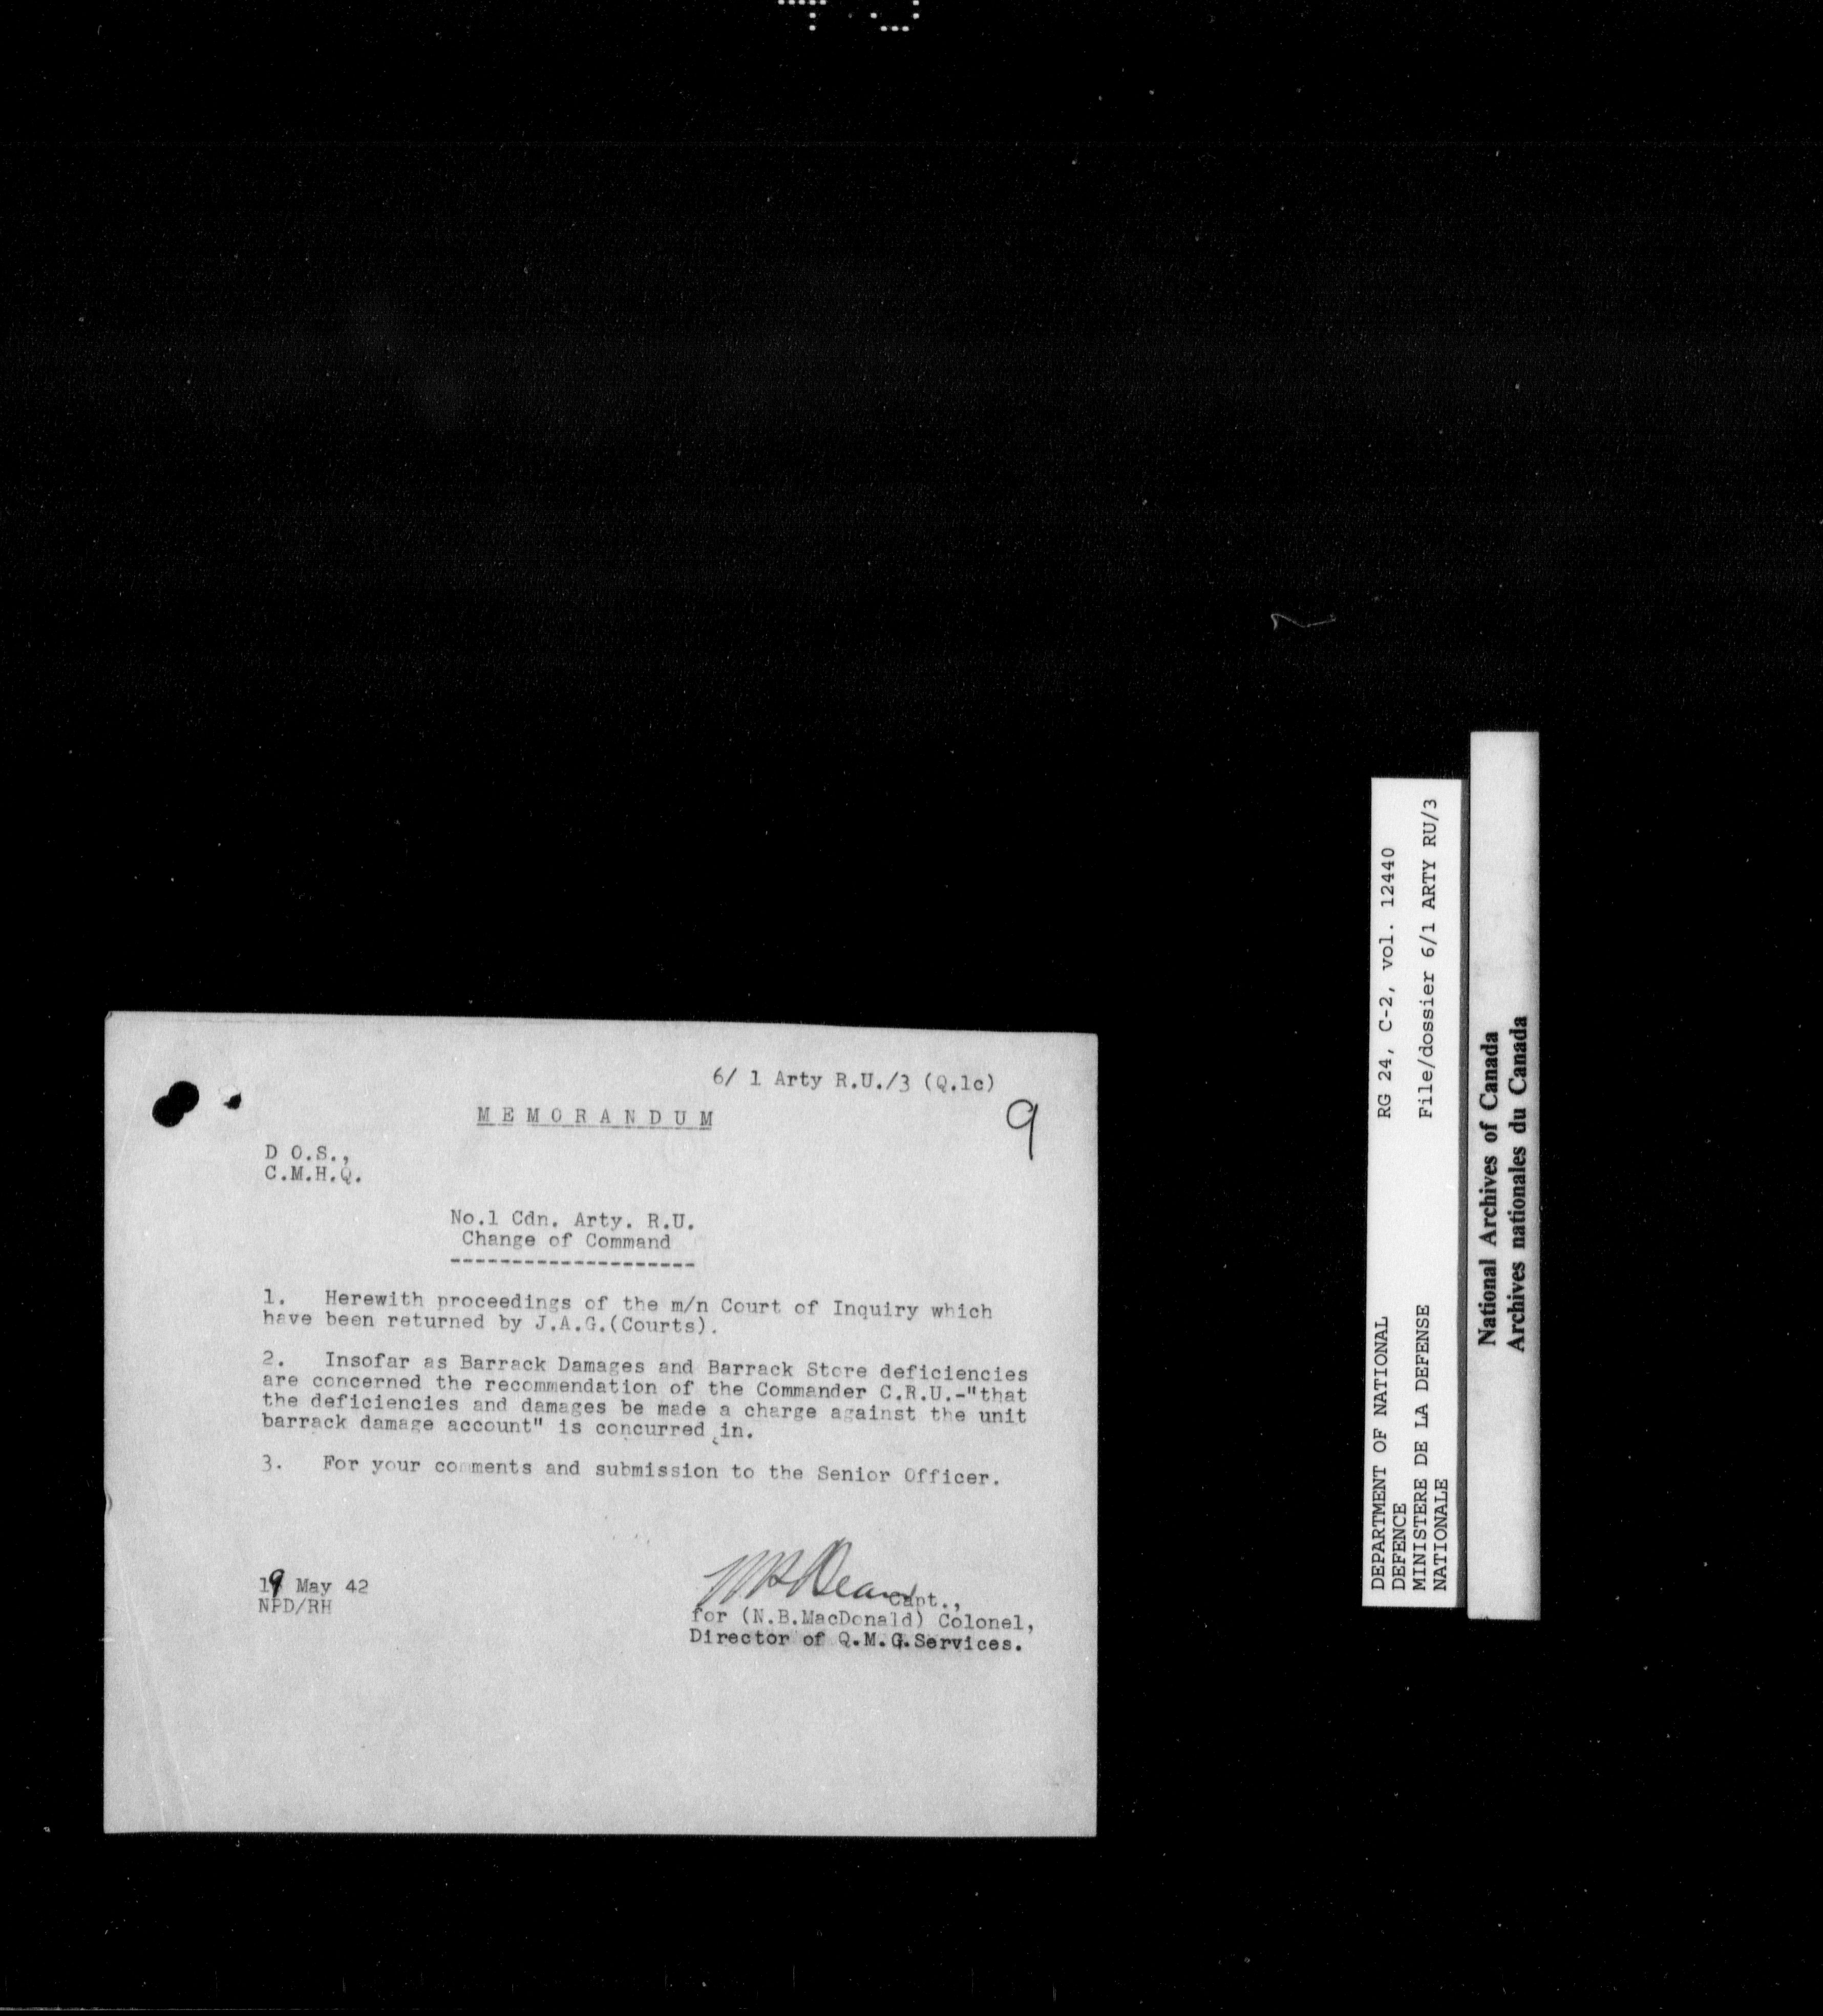 6/ 1 Arty R.U./3 (Q.1c)
9
MEMORANDUM
D O.S.,
C.M.H.Q.
No.1 Cdn. Arty. R.U.
Change of Command
--------------------
1. Herewith proceedings of the m/n Court of Inquiry which
have been returned by J.A.G.(Courts).
2. Insofar as Barrack Damages and Barrack Store deficiencies
are concerned the recommendation of the Commander C.R.U.-"that
the deficiencies and damages be made a charge against the unit
barrack damage account" is concurred in.
3. For your comments and submission to the Senior Officer.
19 May 42
NPD/RH
Capt.,
for (N.B.MacDonald) Colonel,
Director of Q.M.G.Services.
DEPARTMENT OF NATIONAL
DEFENCE
MINISTERE DE LA DEFENSE
NATIONALE
RG 24, C-2, vol. 12440
File/dossier 6/1 ARTY RU/3
National Archives of Canada
Archives nationales du Canada